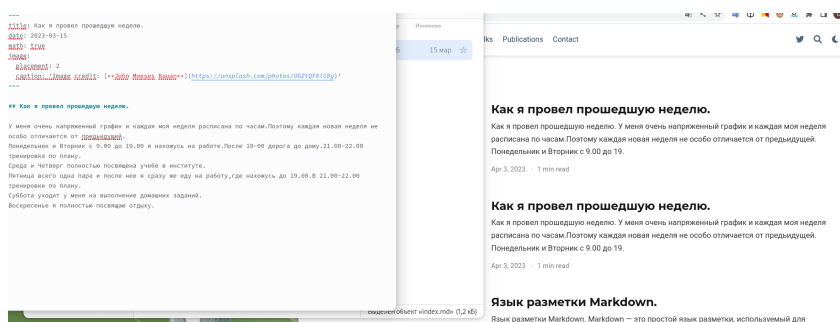 ---
title: Как я провел прошедшую неделю.
date: 2023-03-15
math: true
image:
placement: 2
caption: 'Image credit: [**John Moeses Bauan**](https://unsplash.com/photos/OGZtQF8iC0g)'
---
## Как я провел прошедшую неделю.
У меня очень напряженный график и каждая моя неделя расписана по часам.Поэтому каждая новая неделя не
особо отличается от предыдущий.
Понедельник и Вторник с 9.00 до 19.00 я нахожусь на работе.После 19-00 дорога до дому.21.00-22.00
тренировка по плану.
Среда и Четверг полностью посвящена учебе в институте.
Пятница всего одна пара и после нее я сразу же еду на работу,где нахожусь до 19.00.В 21.00-22.00
тренировки по плану.
Суббота уходит у меня на выполнение домашних заданий.
Воскресенье я полностью посвящаю отдыху.
Изменен
15 мар
Выделен объект «index.md» (1,2 кБ)
lks Publications Contact
Как я провел прошедшую неделю.
Как я провел прошедшую неделю. У меня очень напряженный график и каждая моя неделя
расписана по часам.Поэтому каждая новая неделя не особо отличается от предыдущей.
Понедельник и Вторник с 9.00 до 19.
Apr 3, 2023 · 1 min read
Как я провел прошедшую неделю.
Как я провел прошедшую неделю. У меня очень напряженный график и каждая моя неделя
расписана по часам.Поэтому каждая новая неделя не особо отличается от предыдущей.
Понедельник и Вторник с 9.00 до 19.
Apr 3, 2023 · 1 min read
Язык разметки Markdown.
Язык разметки Markdown. Markdown — это простой язык разметки, используемый для